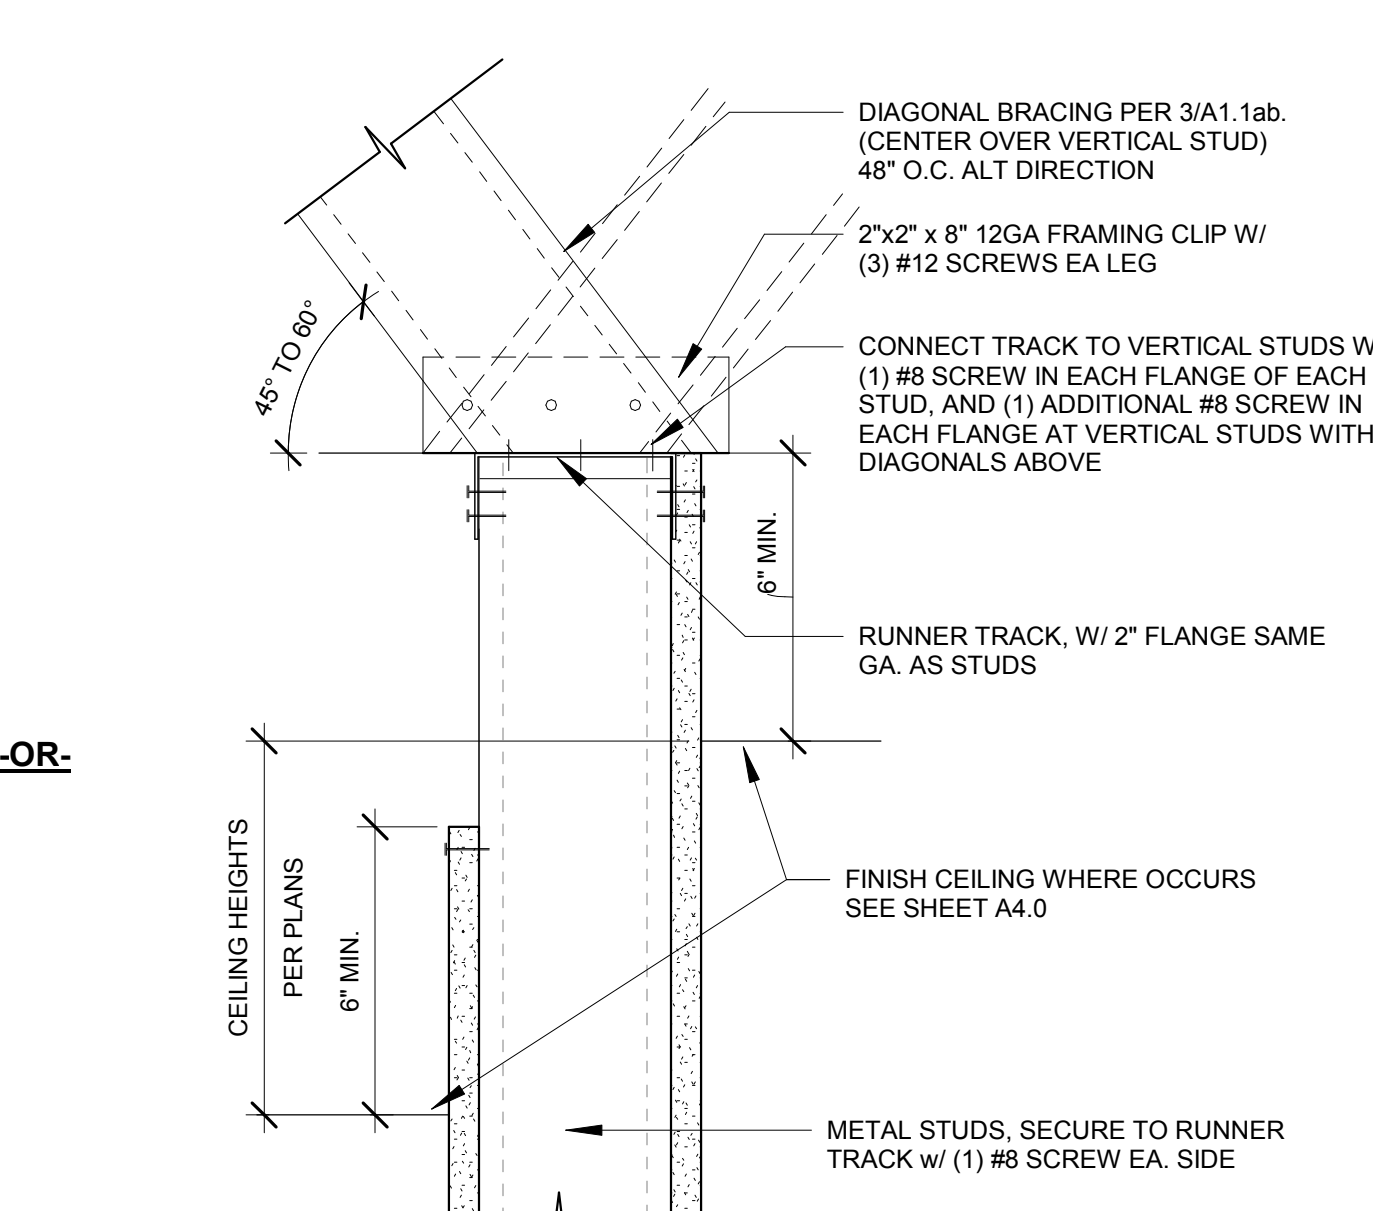 DIAGONAL BRACING PER 3/A1.1ab.
(CENTER OVER VERTICAL STUD)
48" O.C. ALT DIRECTION
2"x2" x 8" 12GA FRAMING CLIP W/
(3) #12 SCREWS EA LEG
45° TO 60°
CONNECT TRACK TO VERTICAL STUDS W
(1) #8 SCREW IN EACH FLANGE OF EACH
STUD, AND (1) ADDITIONAL #8 SCREW IN
EACH FLANGE AT VERTICAL STUDS WITH
DIAGONALS ABOVE
6" MIN.
RUNNER TRACK, W/ 2" FLANGE SAME
GA. AS STUDS
-OR-
CEILING HEIGHTS
PER PLANS
6" MIN.
FINISH CEILING WHERE OCCURS
SEE SHEET A4.0
METAL STUDS, SECURE TO RUNNER
TRACK w/ (1) #8 SCREW EA. SIDE